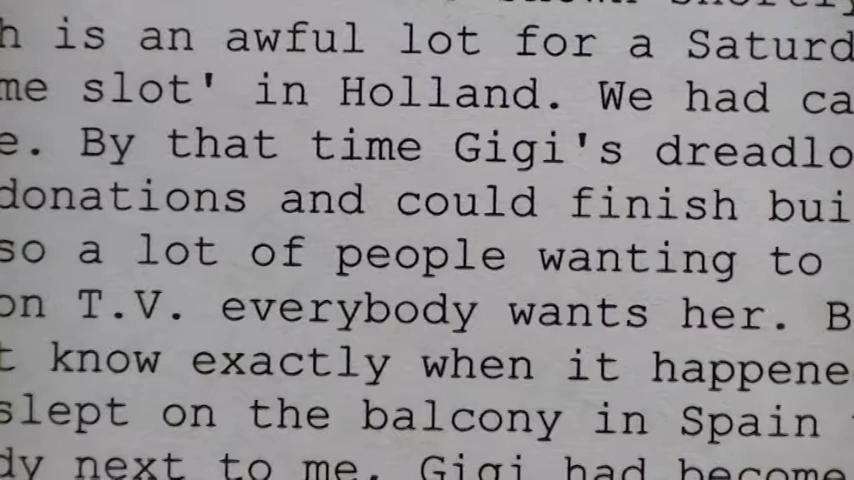 h is an awful lot for a Saturd
me slot' in Holland. We had ca
e. By that time Gigi's dreadlo
donations and could finish bui
so a lot of people wanting to
on T.V. everybody wants her. B
t know exactly when it happene
slept on the balcony in Spain
dy next to me. Gigi had become